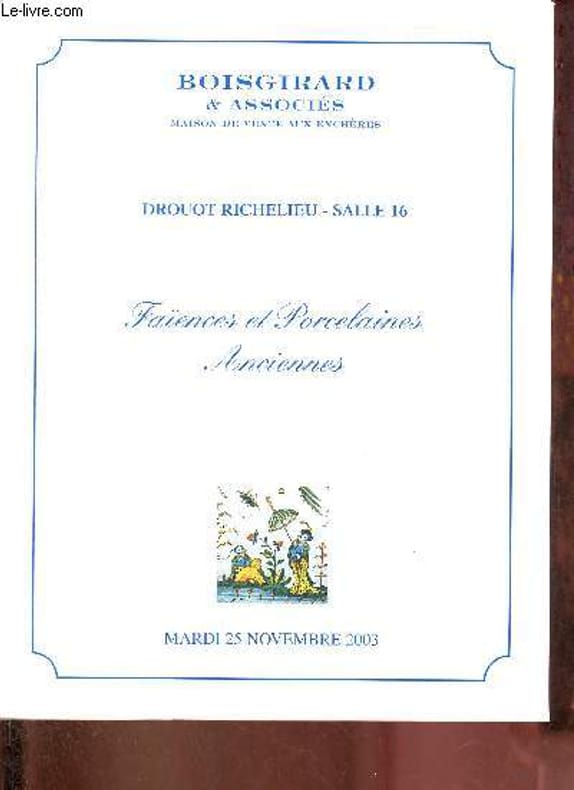 Le-livre.com
BOISGIRARD
& ASSOCIÉS
MAISON DE VENTE AUX ENCHÈRES
DROUOT RICHELIEU - SALLE 16
Faïences et Porcelaines
Anciennes
MARDI 25 NOVEMBRE 2003